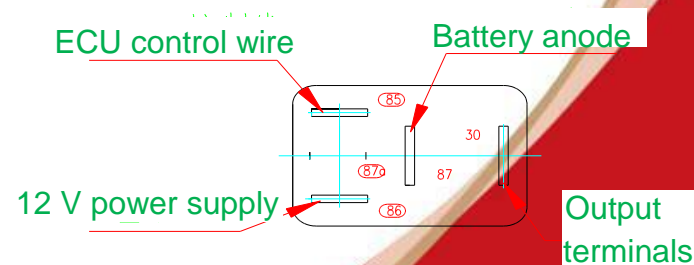 ECU control wire
Battery anode
85
30
87a
87
12 V power supply
86
Output
terminals